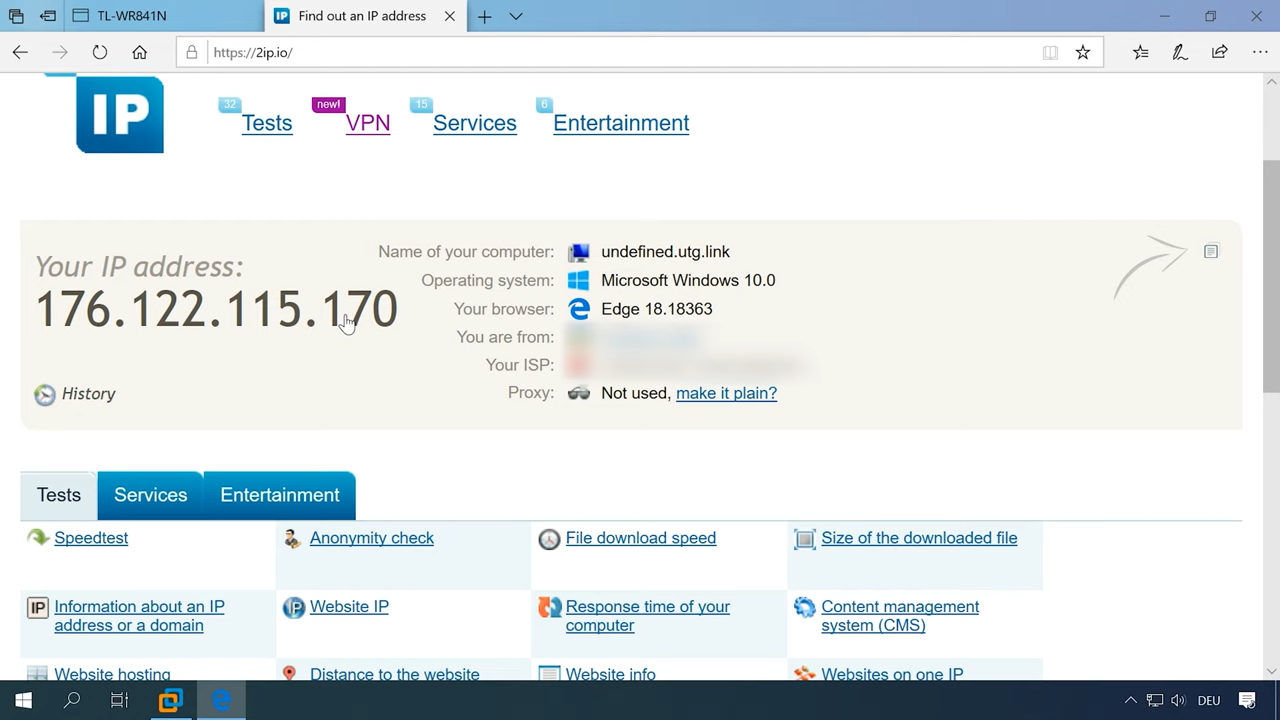 TL-WR841N
Find out an IP address
https://2ip.io/
IP
32
Tests
new!
VPN
15
Services
6
Entertainment
Your IP address:
176.122.115.170
History
Name of your computer: undefined.utg.link
Operating system: Microsoft Windows 10.0
Your browser: Edge 18.18363
You are from:
Your ISP:
Proxy: Not used, make it plain?
Tests Services Entertainment
Speedtest
Anonymity check
File download speed
Size of the downloaded file
Information about an IP
address or a domain
Website IP
Response time of your
computer
Content management
system (CMS)
Website hosting
Distance to the website
Website info
Websites on one IP
DEU